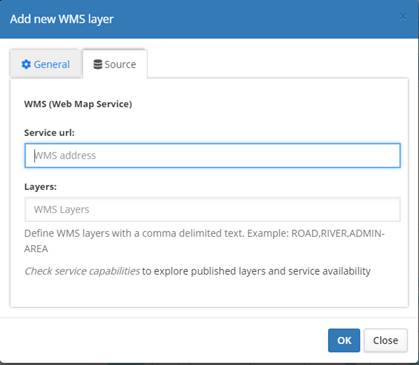 Add new WMS layer
General
Source
WMS (Web Map Service)
Service url:
WMS address
Layers:
WMS Layers
Define WMS layers with a comma delimited text. Example: ROAD,RIVER,ADMIN-
AREA
Check service capabilities to explore published layers and service availability
OK
Close